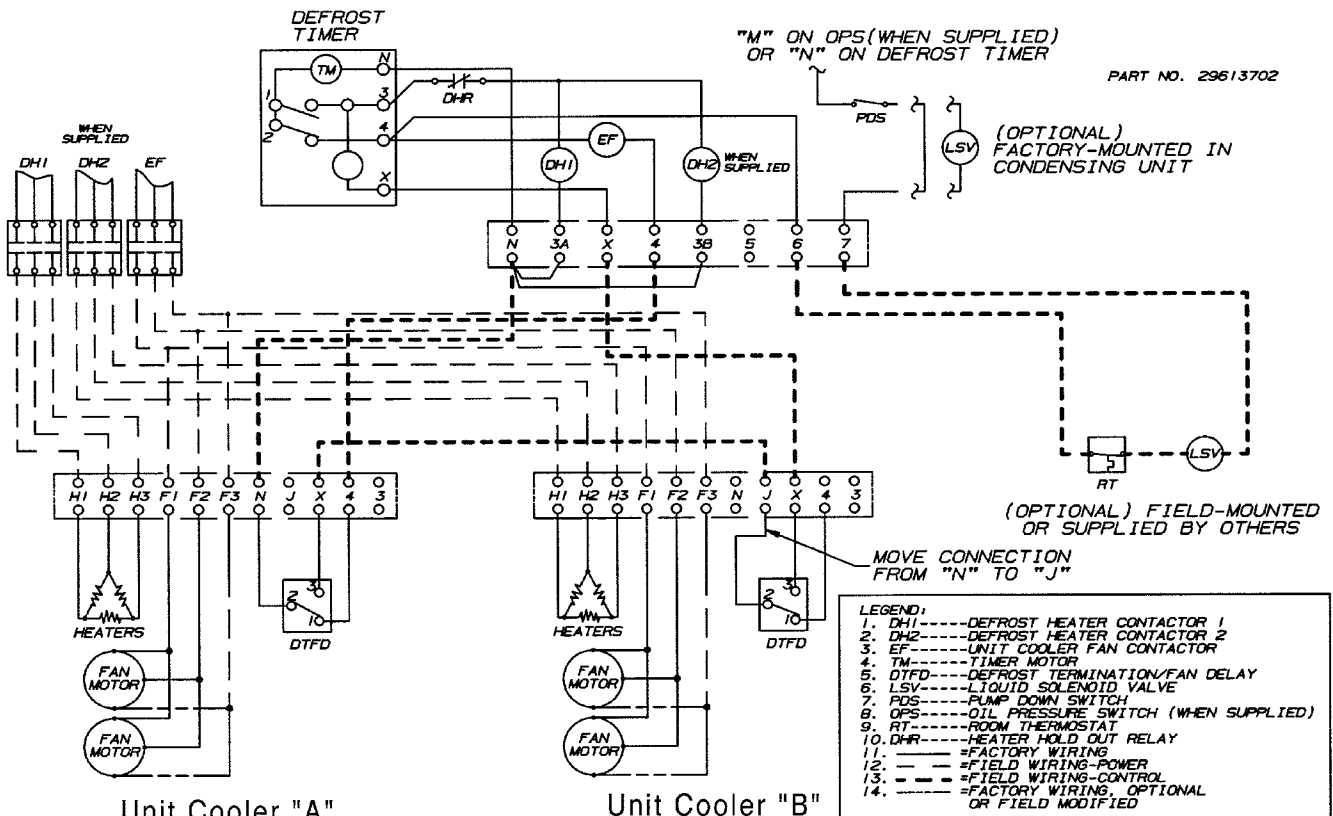 DEFROST
TIMER
"M" ON OPS(WHEN SUPPLIED)
OR "N" ON DEFROST TIMER
PART NO. 29613702
TM
N
1
3
DHR
2
4
X
PDS
LSV
(OPTIONAL)
FACTORY-MOUNTED IN
CONDENSING UNIT
WHEN
SUPPLIED
DH1 DH2 EF
DH1
EF
DH2
WHEN
SUPPLIED
N 3A X 4 3B 5 6 7
RT
LSV
(OPTIONAL) FIELD-MOUNTED
OR SUPPLIED BY OTHERS
H1 H2 H3 F1 F2 F3 N J X 4 3
H1 H2 H3 F1 F2 F3 N J X 4 3
MOVE CONNECTION
FROM "N" TO "J"
HEATERS
2
3
1
DTFD
FAN
MOTOR
FAN
MOTOR
Unit Cooler "A"
HEATERS
2
3
1
DTFD
FAN
MOTOR
FAN
MOTOR
Unit Cooler "B"
LEGEND:
1. DH1-----DEFROST HEATER CONTACTOR 1
2. DH2-----DEFROST HEATER CONTACTOR 2
3. EF------UNIT COOLER FAN CONTACTOR
4. TM------TIMER MOTOR
5. DTFD----DEFROST TERMINATION/FAN DELAY
6. LSV-----LIQUID SOLENOID VALVE
7. PDS-----PUMP DOWN SWITCH
8. OPS-----OIL PRESSURE SWITCH (WHEN SUPPLIED)
9. RT------ROOM THERMOSTAT
10. DHR-----HEATER HOLD OUT RELAY
11. =FACTORY WIRING
12. =FIELD WIRING-POWER
13. =FIELD WIRING-CONTROL
14. =FACTORY WIRING, OPTIONAL
OR FIELD MODIFIED